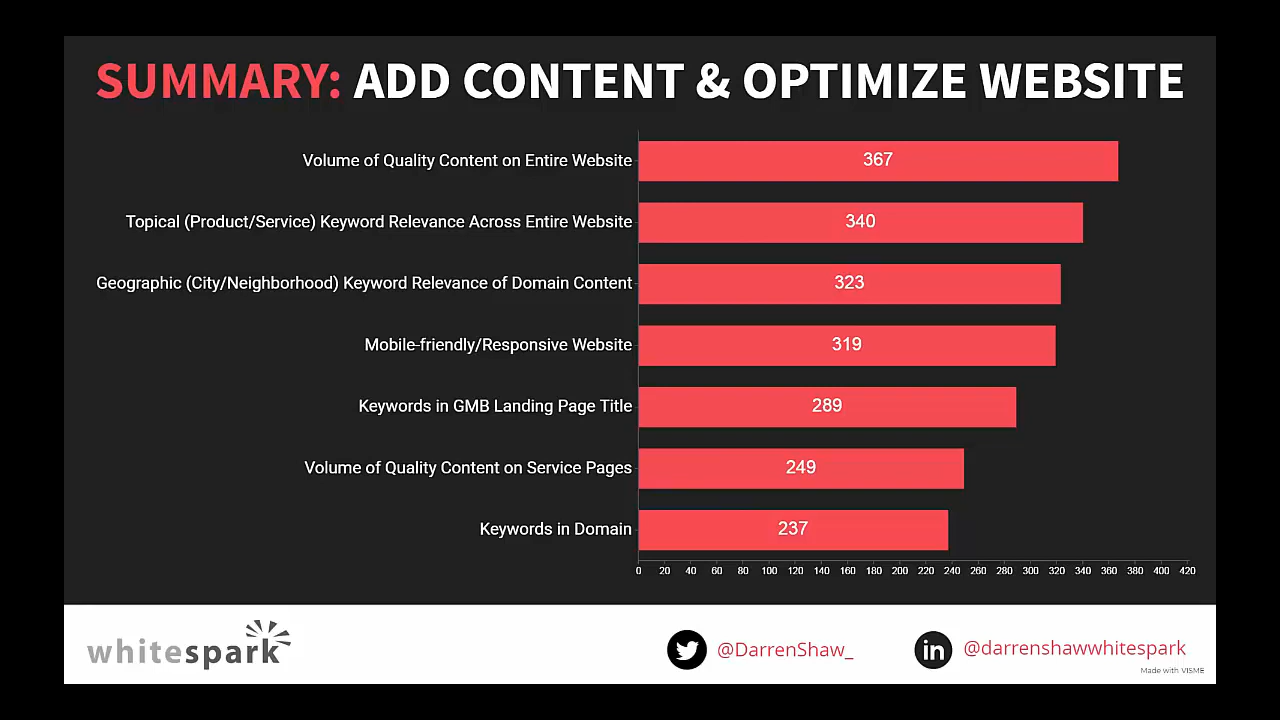 SUMMARY: ADD CONTENT & OPTIMIZE WEBSITE
Volume of Quality Content on Entire Website 367
Topical (Product/Service) Keyword Relevance Across Entire Website 340
Geographic (City/Neighborhood) Keyword Relevance of Domain Content 323
Mobile-friendly/Responsive Website 319
Keywords in GMB Landing Page Title 289
Volume of Quality Content on Service Pages 249
Keywords in Domain 237
0 20 40 60 80 100 120 140 160 180 200 220 240 260 280 300 320 340 360 380 400 420
whitespark @DarrenShaw_ in @darrenshawwhitespark
Made with VISME